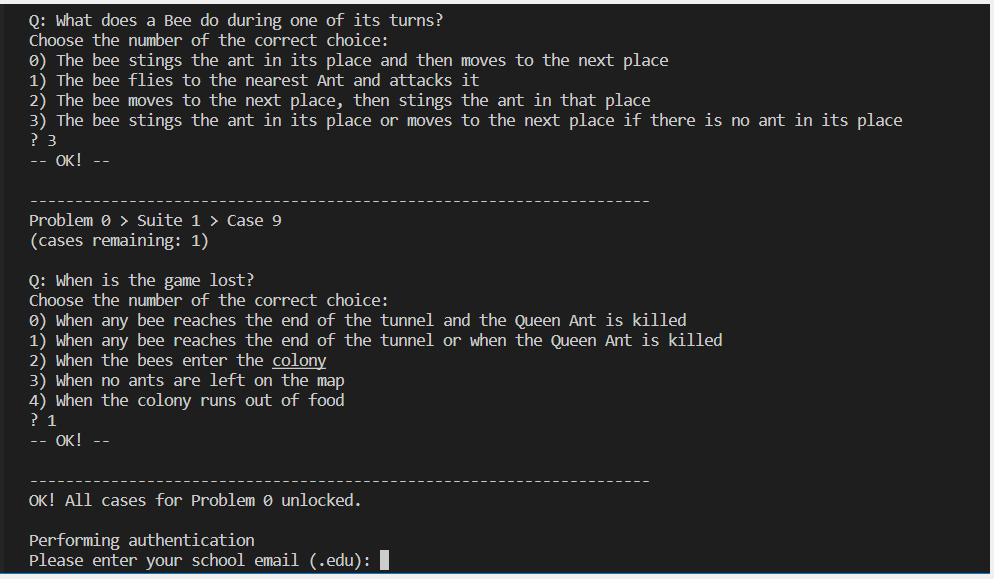 Q: What does a Bee do during one of its turns?
Choose the number of the correct choice:
0) The bee stings the ant in its place and then moves to the next place
1) The bee flies to the nearest Ant and attacks it
2) The bee moves to the next place, then stings the ant in that place
3) The bee stings the ant in its place or moves to the next place if there is no ant in its place
? 3
-- OK! --
---------------------------------------------------------------------
Problem 0 > Suite 1 > Case 9
(cases remaining: 1)
Q: When is the game lost?
Choose the number of the correct choice:
0) When any bee reaches the end of the tunnel and the Queen Ant is killed
1) When any bee reaches the end of the tunnel or when the Queen Ant is killed
2) When the bees enter the colony
3) When no ants are left on the map
4) When the colony runs out of food
? 1
-- OK! --
---------------------------------------------------------------------
OK! All cases for Problem 0 unlocked.
Performing authentication
Please enter your school email (.edu):